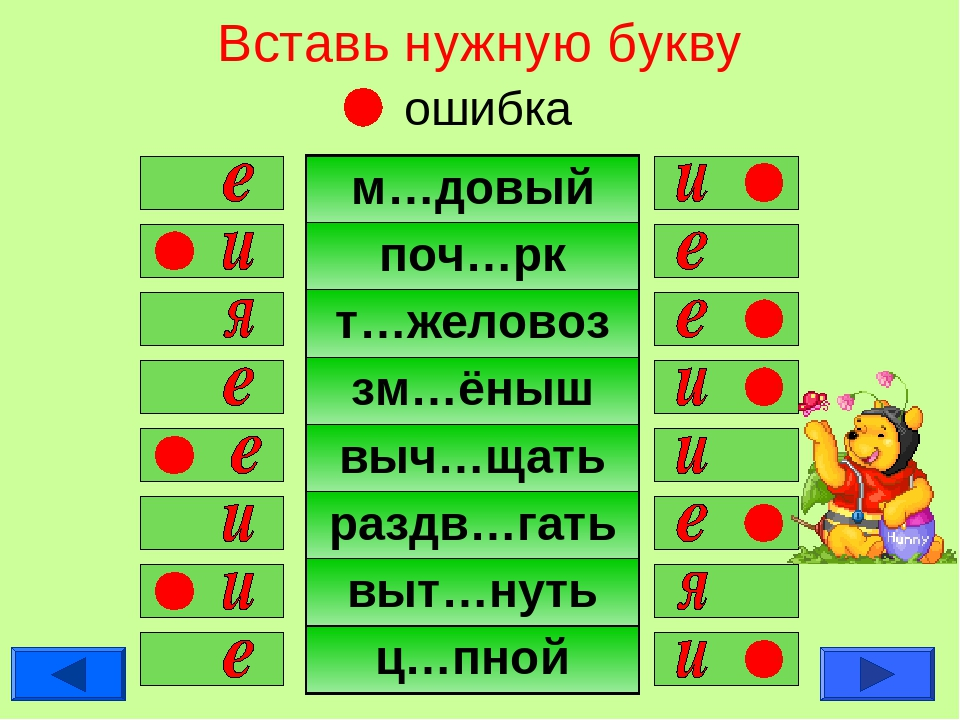 Вставь нужную букву
ошибка
е м…довый и
и поч…рк е
я т…желовоз е
е зм…ёныш и
е выч…щать и
и раздв…гать е
и выт…нуть я
е ц…пной и
Hunny